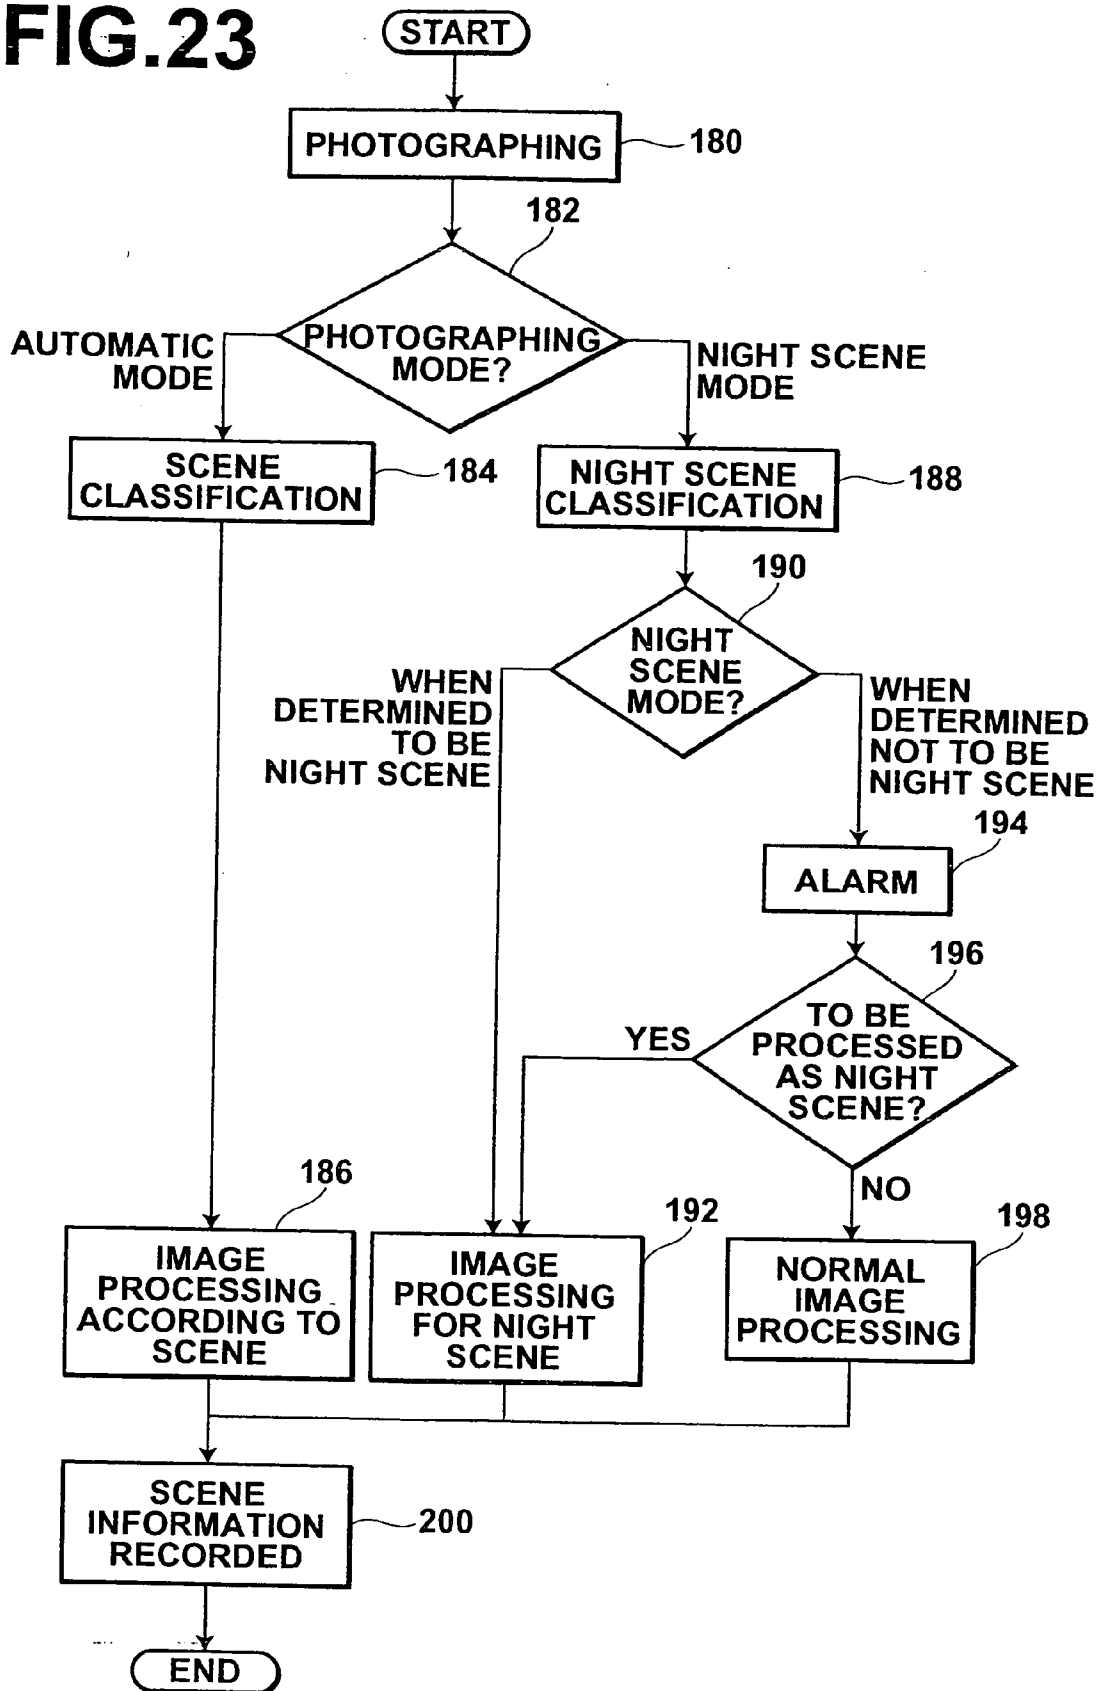 FIG.23
START
PHOTOGRAPHING
180
182
PHOTOGRAPHING
MODE?
AUTOMATIC
MODE
NIGHT SCENE
MODE
SCENE
CLASSIFICATION
184
NIGHT SCENE
CLASSIFICATION
188
190
NIGHT
SCENE
MODE?
WHEN
DETERMINED
TO BE
NIGHT SCENE
WHEN
DETERMINED
NOT TO BE
NIGHT SCENE
194
ALARM
196
TO BE
PROCESSED
AS NIGHT
SCENE?
YES
NO
186
IMAGE
PROCESSING
ACCORDING TO
SCENE
192
IMAGE
PROCESSING
FOR NIGHT
SCENE
198
NORMAL
IMAGE
PROCESSING
SCENE
INFORMATION
RECORDED
200
END